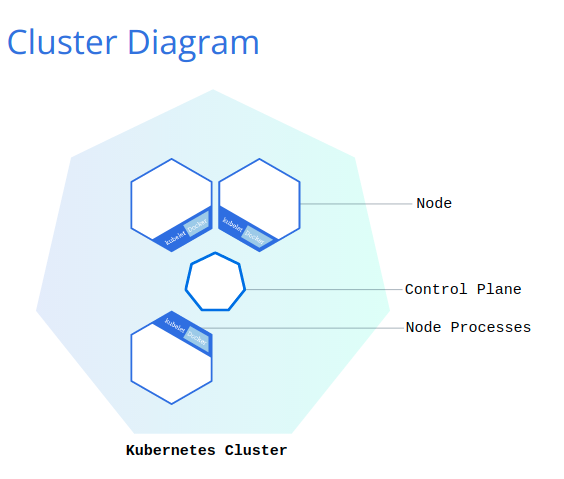 Cluster Diagram
kubelet
Docker
kubelet
Docker
Node
Control Plane
kubelet
Docker
Node Processes
Kubernetes Cluster